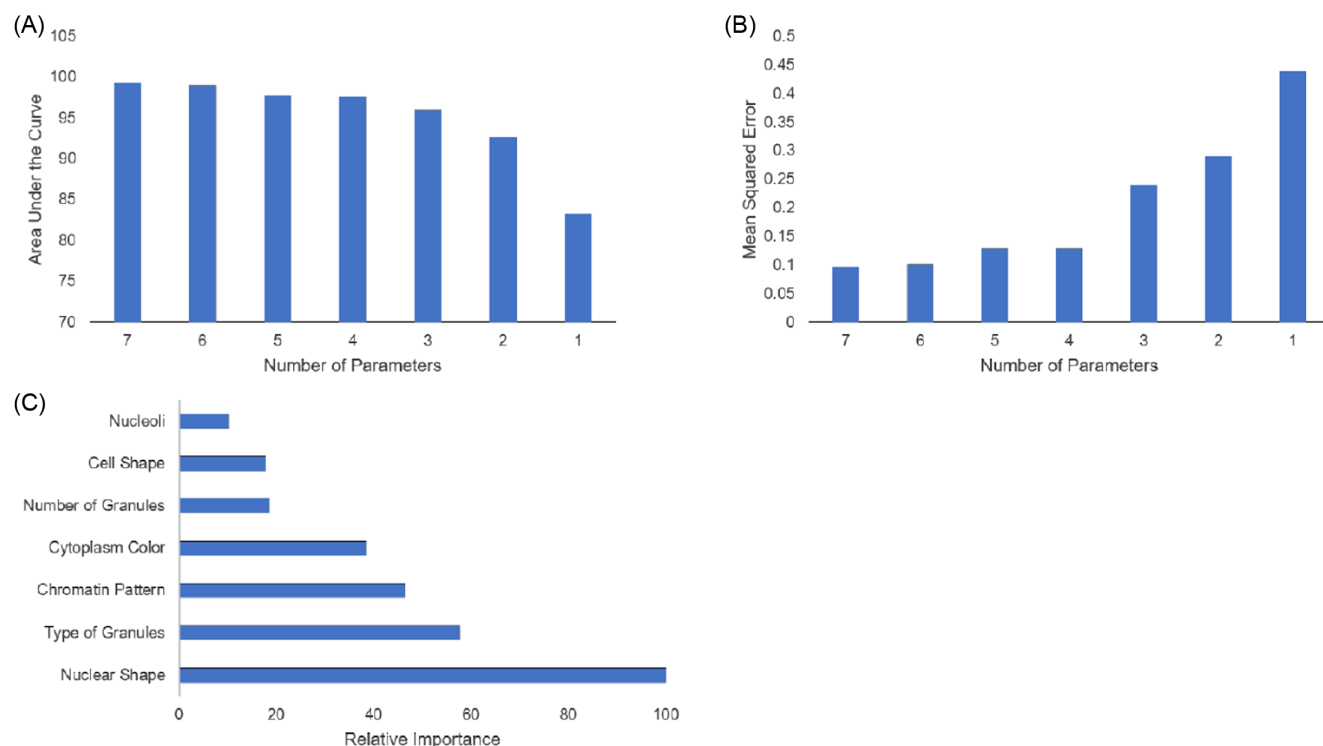 (A)
105
100
95
90
85
80
75
70
Area Under the Curve
7 6 5 4 3 2 1
Number of Parameters
(B)
0.5
0.45
0.4
0.35
0.3
0.25
0.2
0.15
0.1
0.05
0
Mean Squared Error
7 6 5 4 3 2 1
Number of Parameters
(C)
Nucleoli
Cell Shape
Number of Granules
Cytoplasm Color
Chromatin Pattern
Type of Granules
Nuclear Shape
0 20 40 60 80 100
Relative Importance